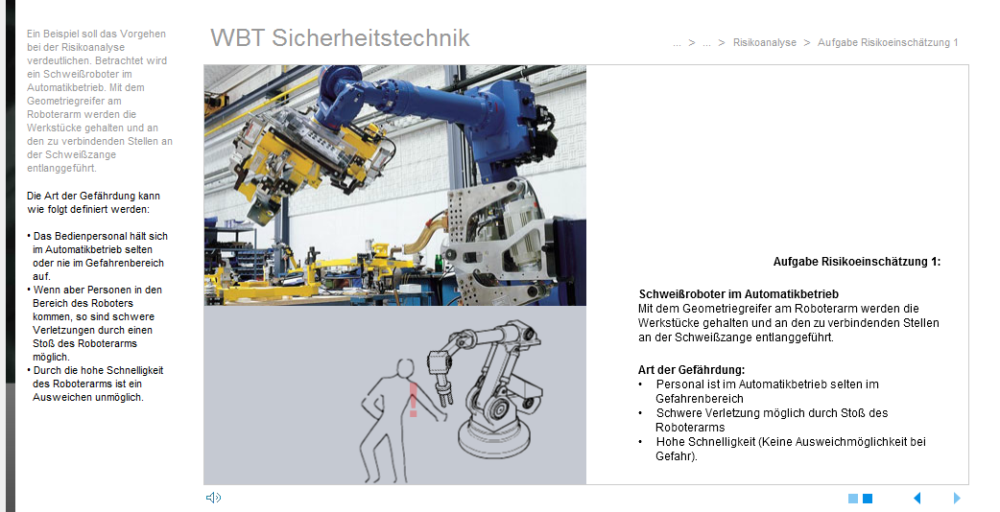 WBT Sicherheitstechnik
... > ... > Risikoanalyse > Aufgabe Risikoeinschätzung 1
Ein Beispiel soll das Vorgehen
bei der Risikoanalyse
verdeutlichen. Betrachtet wird
ein Schweißroboter im
Automatikbetrieb. Mit dem
Geometriegreifer am
Roboterarm werden die
Werkstücke gehalten und an
den zu verbindenden Stellen an
der Schweißzange
entlanggeführt.
Die Art der Gefährdung kann
wie folgt definiert werden:
• Das Bedienpersonal hält sich
im Automatikbetrieb selten
oder nie im Gefahrenbereich
auf.
• Wenn aber Personen in den
Bereich des Roboters
kommen, so sind schwere
Verletzungen durch einen
Stoß des Roboterarms
möglich.
• Durch die hohe Schnelligkeit
des Roboterarms ist ein
Ausweichen unmöglich.
Aufgabe Risikoeinschätzung 1:
Schweißroboter im Automatikbetrieb
Mit dem Geometriegreifer am Roboterarm werden die
Werkstücke gehalten und an den zu verbindenden Stellen
an der Schweißzange entlanggeführt.
Art der Gefährdung:
• Personal ist im Automatikbetrieb selten im
Gefahrenbereich
• Schwere Verletzung möglich durch Stoß des
Roboterarms
• Hohe Schnelligkeit (Keine Ausweichmöglichkeit bei
Gefahr).